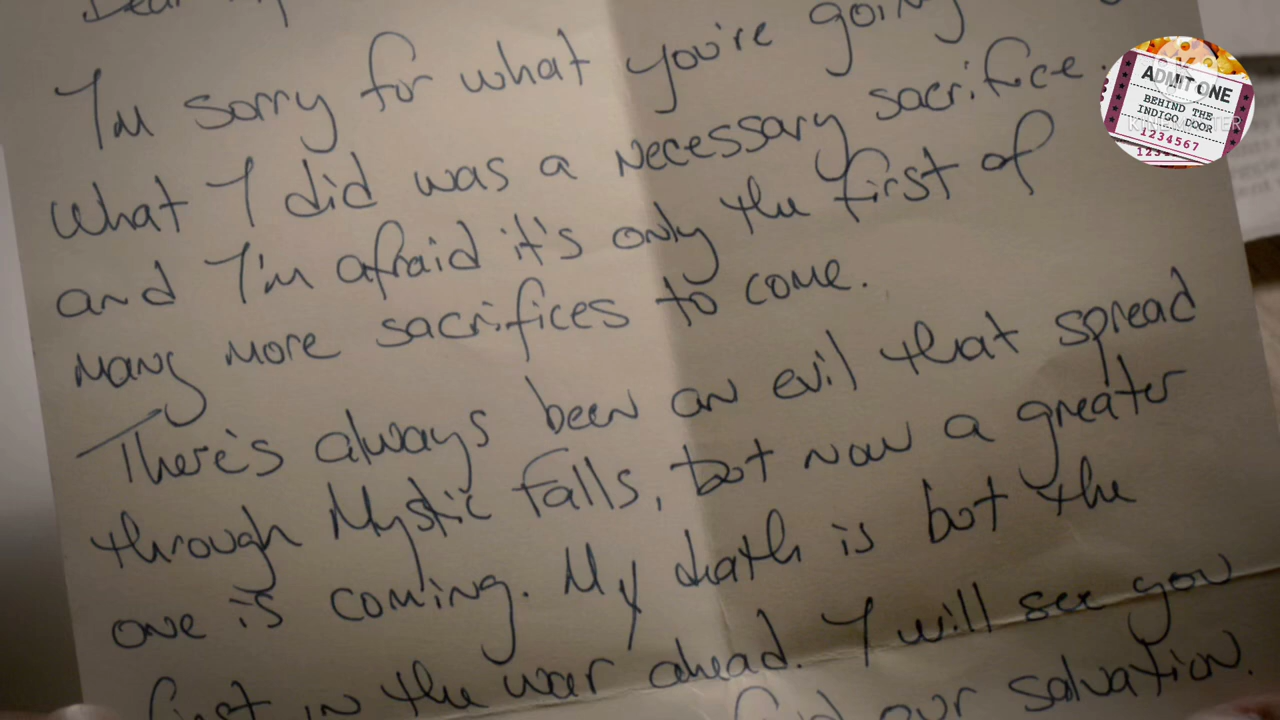 Dear
I'm sorry for what you're going
What I did was a necessary sacrifice.
and I'm afraid it's only the first of
many more sacrifices to come.
There's always been an evil that spread
through Mystic Falls, but now a greater
one is coming. My death is but the
first in the war ahead. I will see you
our salvation.
ADMIT ONE
BEHIND THE
INDIGO DOOR
1234567